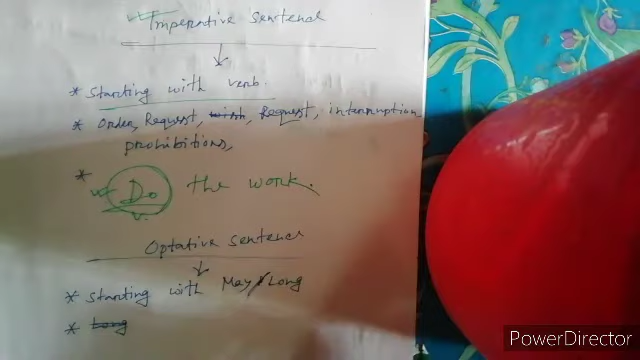 Imperative Sentence
↓
* Starting with verb.
* Order, Request, wish, Request, interruption
prohibitions,
* Do the work.
v.
Optative sentence
↓
* Starting with May / Long
* Long
PowerDirector